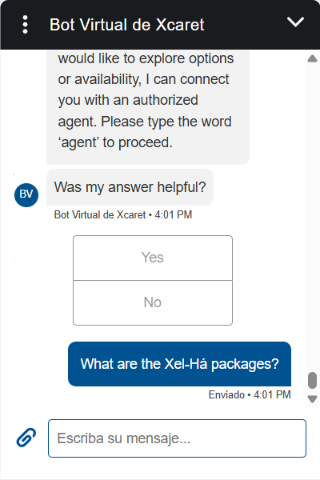 Bot Virtual de Xcaret
would like to explore options
or availability, I can connect
you with an authorized
agent. Please type the word
‘agent’ to proceed.
BV
Was my answer helpful?
Bot Virtual de Xcaret • 4:01 PM
Yes
No
What are the Xel-Há packages?
Enviado • 4:01 PM
Escriba su mensaje...